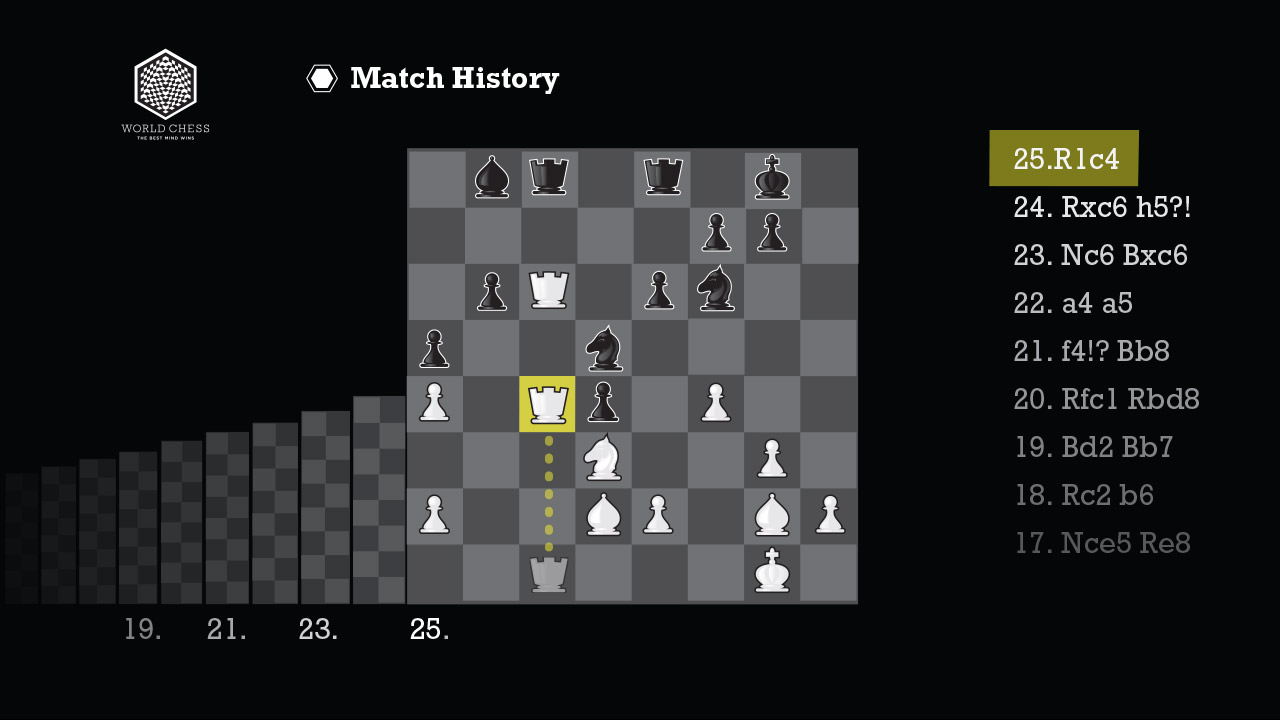 WORLD CHESS
THE BEST MIND WINS
Match History
25.R1c4
24. Rxc6 h5?!
23. Nc6 Bxc6
22. a4 a5
21. f4!? Bb8
20. Rfc1 Rbd8
19. Bd2 Bb7
18. Rc2 b6
17. Nce5 Re8
19. 21. 23. 25.